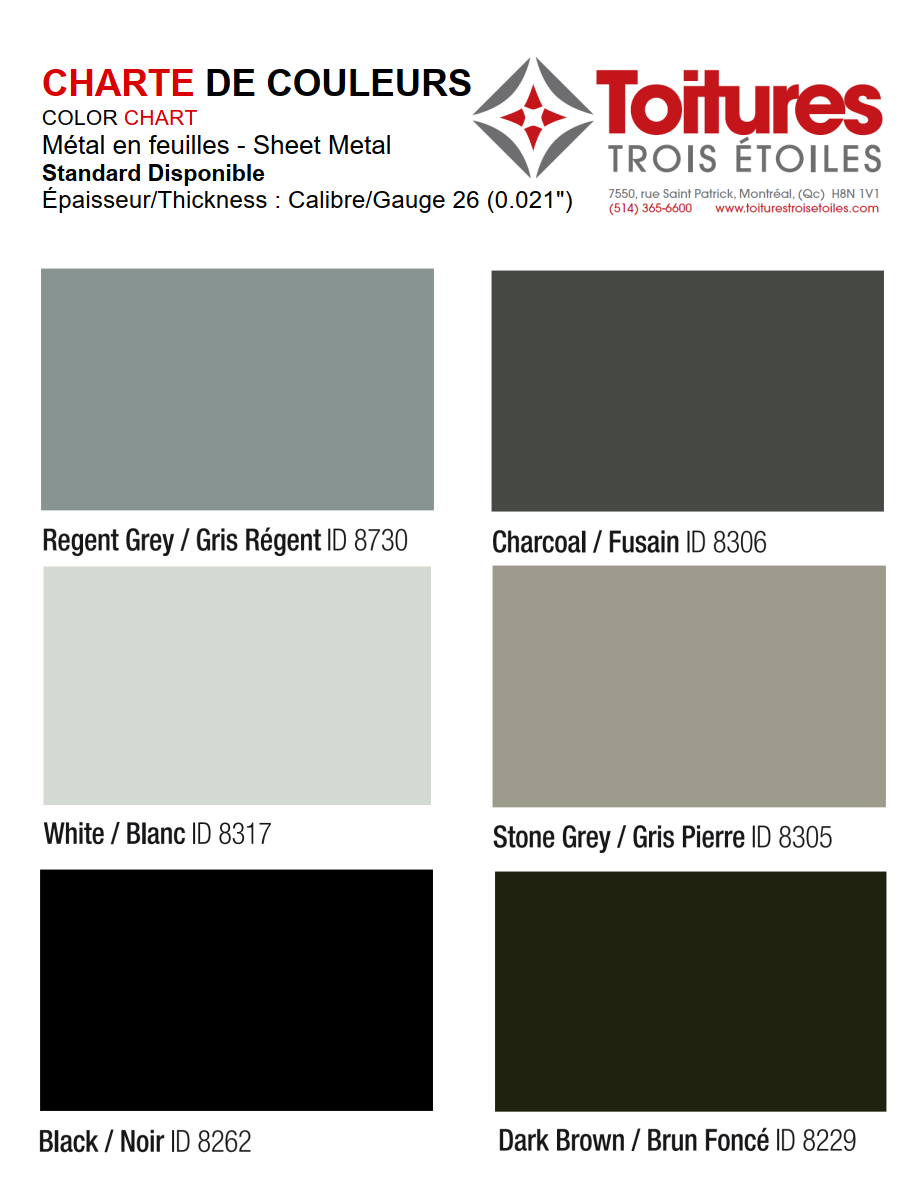 CHARTE DE COULEURS
COLOR CHART
Métal en feuilles - Sheet Metal
Standard Disponible
Épaisseur/Thickness : Calibre/Gauge 26 (0.021")
Toitures
TROIS ÉTOILES
7550, rue Saint Patrick, Montréal, (Qc) H8N 1V1
(514) 365-6600 www.toiturestroisetoiles.com
Regent Grey / Gris Régent ID 8730
Charcoal / Fusain ID 8306
White / Blanc ID 8317
Stone Grey / Gris Pierre ID 8305
Black / Noir ID 8262
Dark Brown / Brun Foncé ID 8229